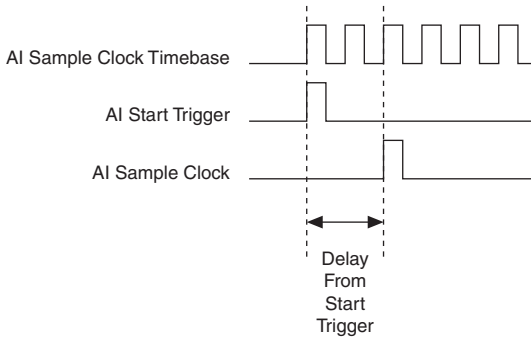 AI Sample Clock Timebase
AI Start Trigger
AI Sample Clock
Delay
From
Start
Trigger